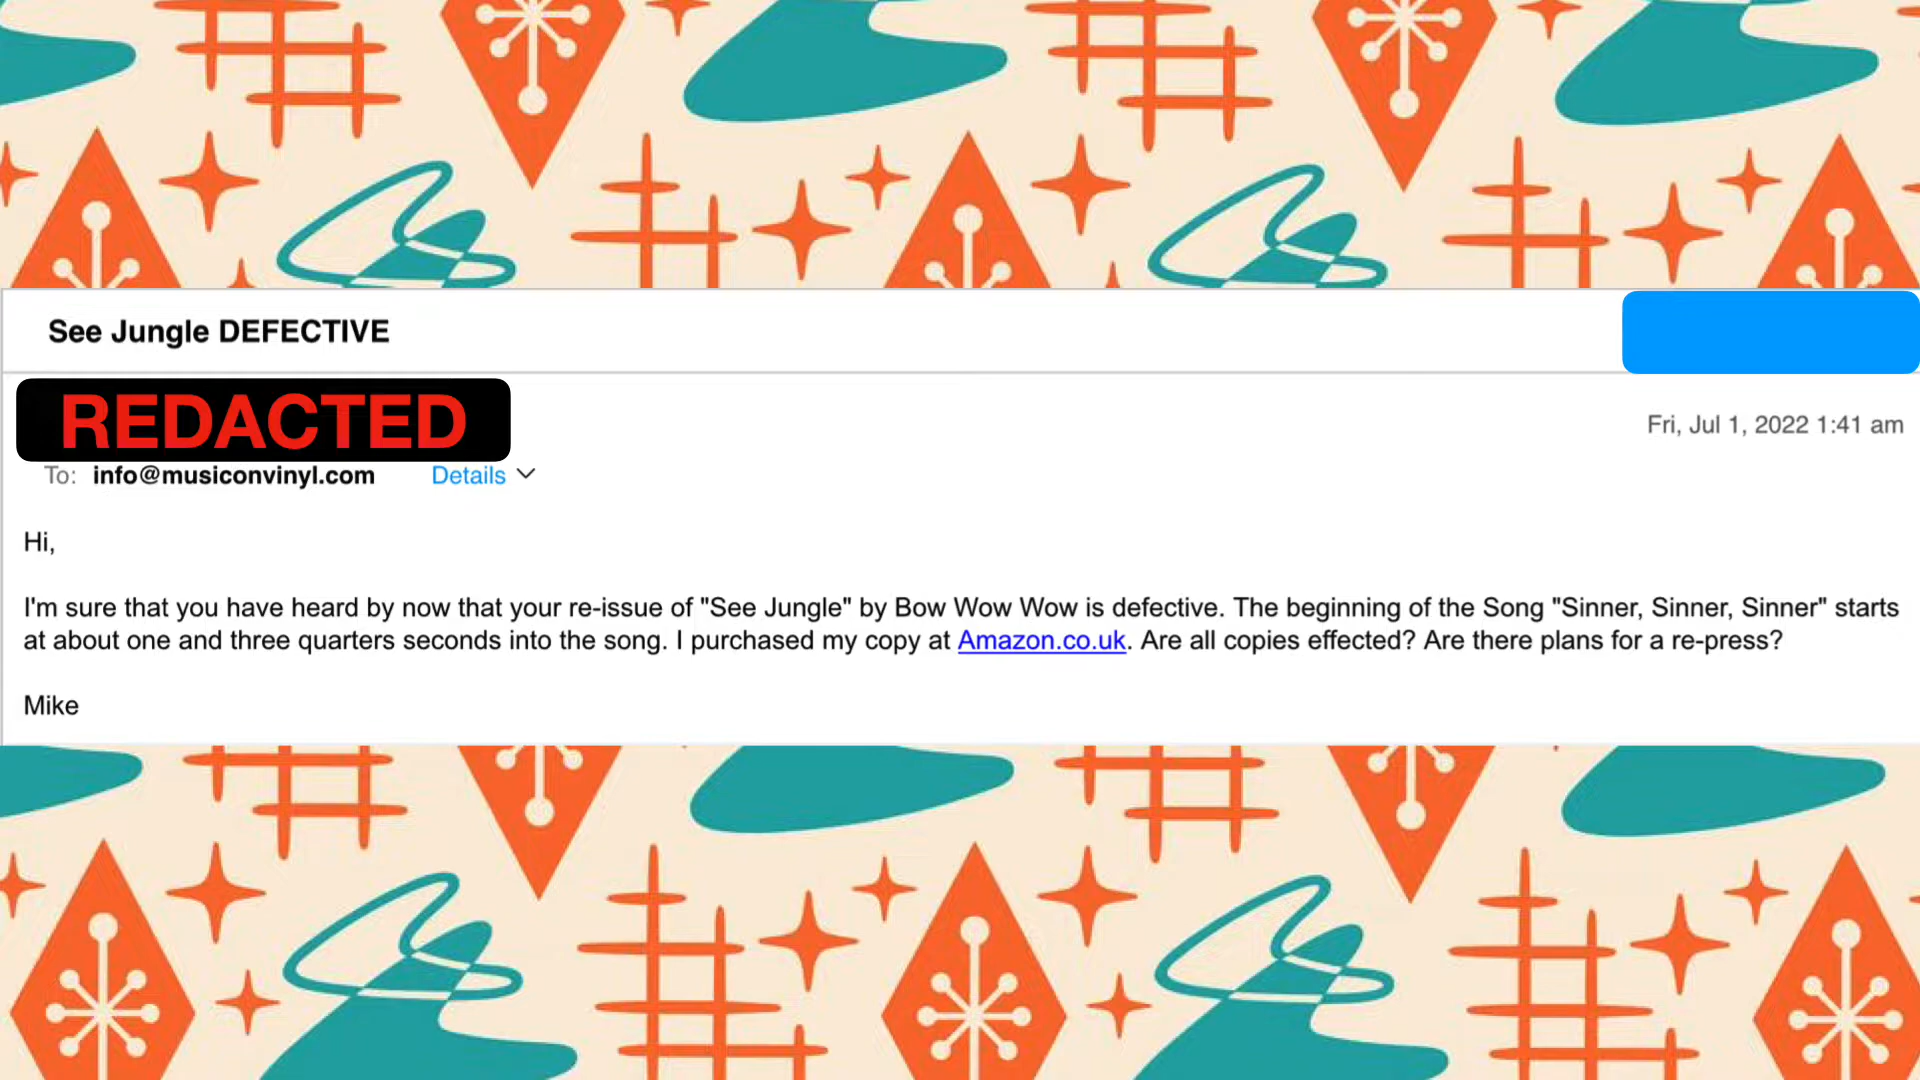 See Jungle DEFECTIVE
REDACTED
Fri, Jul 1, 2022 1:41 am
To: info@musiconvinyl.com Details
Hi,
I'm sure that you have heard by now that your re-issue of "See Jungle" by Bow Wow Wow is defective. The beginning of the Song "Sinner, Sinner, Sinner" starts
at about one and three quarters seconds into the song. I purchased my copy at Amazon.co.uk. Are all copies effected? Are there plans for a re-press?
Mike